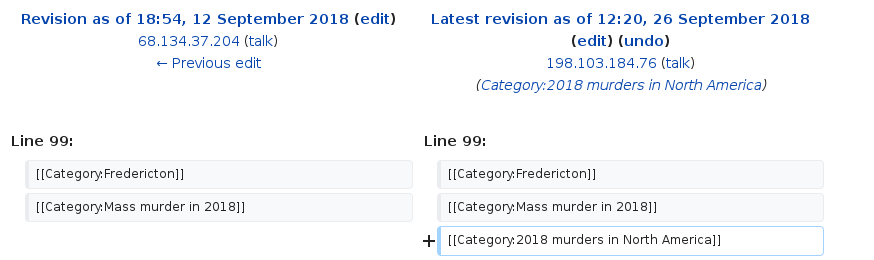 Revision as of 18:54, 12 September 2018 (edit)
68.134.37.204 (talk)
← Previous edit
Latest revision as of 12:20, 26 September 2018
(edit) (undo)
198.103.184.76 (talk)
(Category:2018 murders in North America)
Line 99:
[[Category:Fredericton]]
[[Category:Mass murder in 2018]]
Line 99:
[[Category:Fredericton]]
[[Category:Mass murder in 2018]]
+ [[Category:2018 murders in North America]]